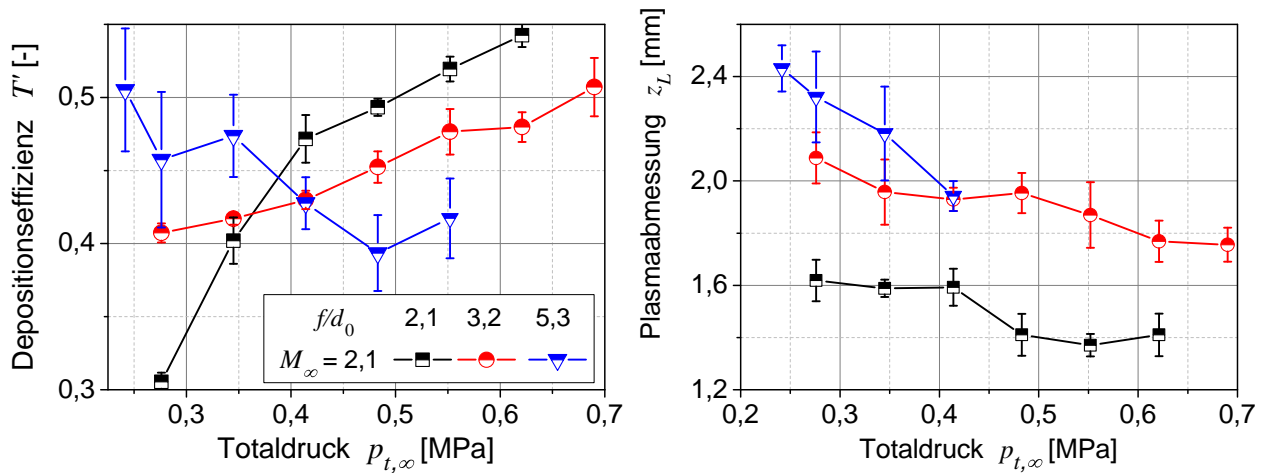 Depositionseffizienz T' [-]
0,5
0,4
0,3
0,3 0,4 0,5 0,6 0,7
Totaldruck p_{t,∞} [MPa]
f/d_0 2,1 3,2 5,3
M_∞ = 2,1
Plasmaabmessung z_L [mm]
2,4
2,0
1,6
1,2
0,2 0,3 0,4 0,5 0,6 0,7
Totaldruck p_{t,∞} [MPa]